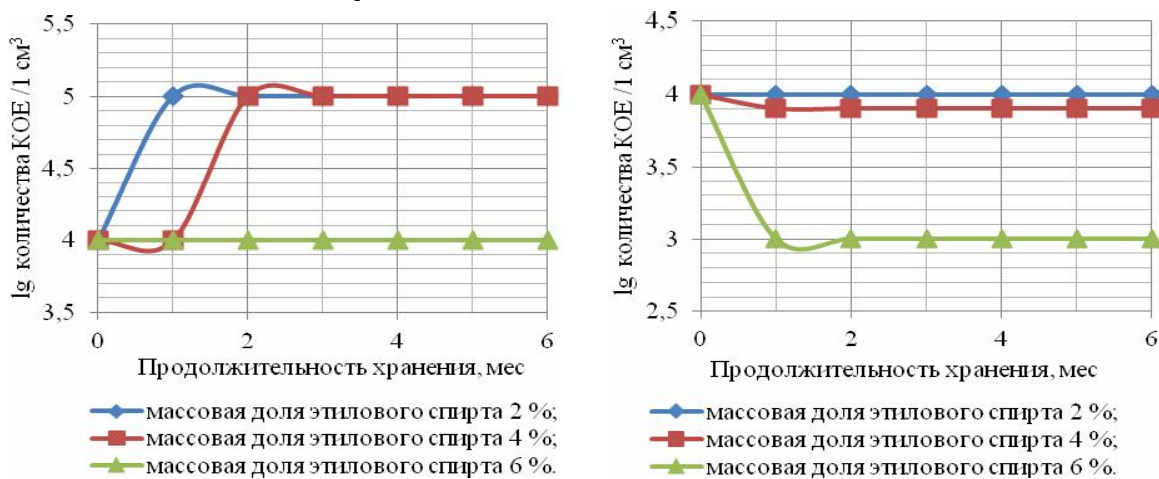 lg количества КОЕ /1 см³
5,5
5
4,5
4
3,5
0
2
4
6
Продолжительность хранения, мес
массовая доля этилового спирта 2 %;
массовая доля этилового спирта 4 %;
массовая доля этилового спирта 6 %.
lg количества КОЕ /1 см³
4,5
4
3,5
3
2,5
0
2
4
6
Продолжительность хранения, мес
массовая доля этилового спирта 2 %;
массовая доля этилового спирта 4 %;
массовая доля этилового спирта 6 %.